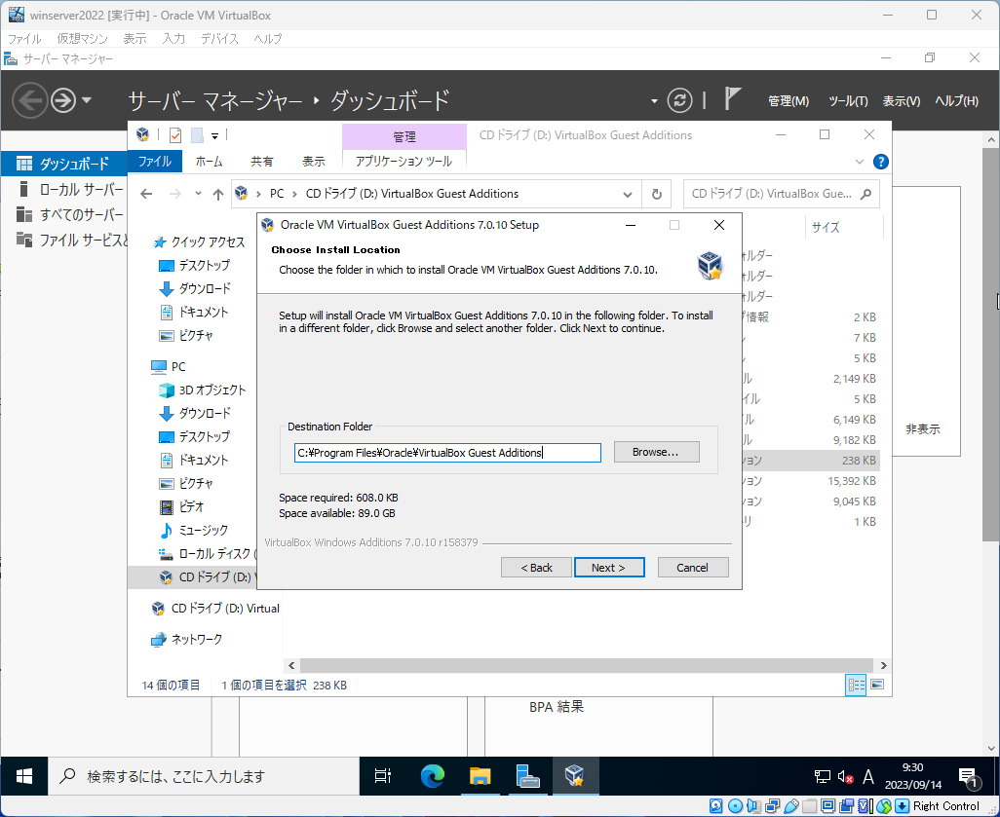 winserver2022 [実行中] - Oracle VM VirtualBox
ファイル 仮想マシン 表示 入力 デバイス ヘルプ
サーバー マネージャー
サーバー マネージャー ダッシュボード
管理(M) ツール(T) 表示(V) ヘルプ(H)
管理
CD ドライブ (D:) VirtualBox Guest Additions
ファイル ホーム 共有 表示 アプリケーション ツール
PC CD ドライブ (D:) VirtualBox Guest Additions
CD ドライブ (D:) VirtualBox Gue...
ダッシュボード
ローカル サーバー
すべてのサーバー
ファイル サービスと
クイック アクセス
デスクトップ
ダウンロード
ドキュメント
ピクチャ
PC
3D オブジェクト
ダウンロード
デスクトップ
ドキュメント
ピクチャ
ビデオ
ミュージック
ローカル ディスク (
CD ドライブ (D:) V
CD ドライブ (D:) Virtual
ネットワーク
Oracle VM VirtualBox Guest Additions 7.0.10 Setup
Choose Install Location
Choose the folder in which to install Oracle VM VirtualBox Guest Additions 7.0.10.
Setup will install Oracle VM VirtualBox Guest Additions 7.0.10 in the following folder. To install
in a different folder, click Browse and select another folder. Click Next to continue.
Destination Folder
C:¥Program Files¥Oracle¥VirtualBox Guest Additions
Browse...
Space required: 608.0 KB
Space available: 89.0 GB
VirtualBox Windows Additions 7.0.10 r158379
< Back
Next >
Cancel
サイズ
ォルダー
ォルダー
ォルダー
プ情報 2 KB
7 KB
5 KB
ル 2,149 KB
イル 5 KB
ル 6,149 KB
ル 9,182 KB
ション 238 KB
ョン 15,392 KB
ション 9,045 KB
リ 1 KB
非表示
14 個の項目 1 個の項目を選択 238 KB
BPA 結果
検索するには、ここに入力します
A
9:30
2023/09/14
1
Right Control